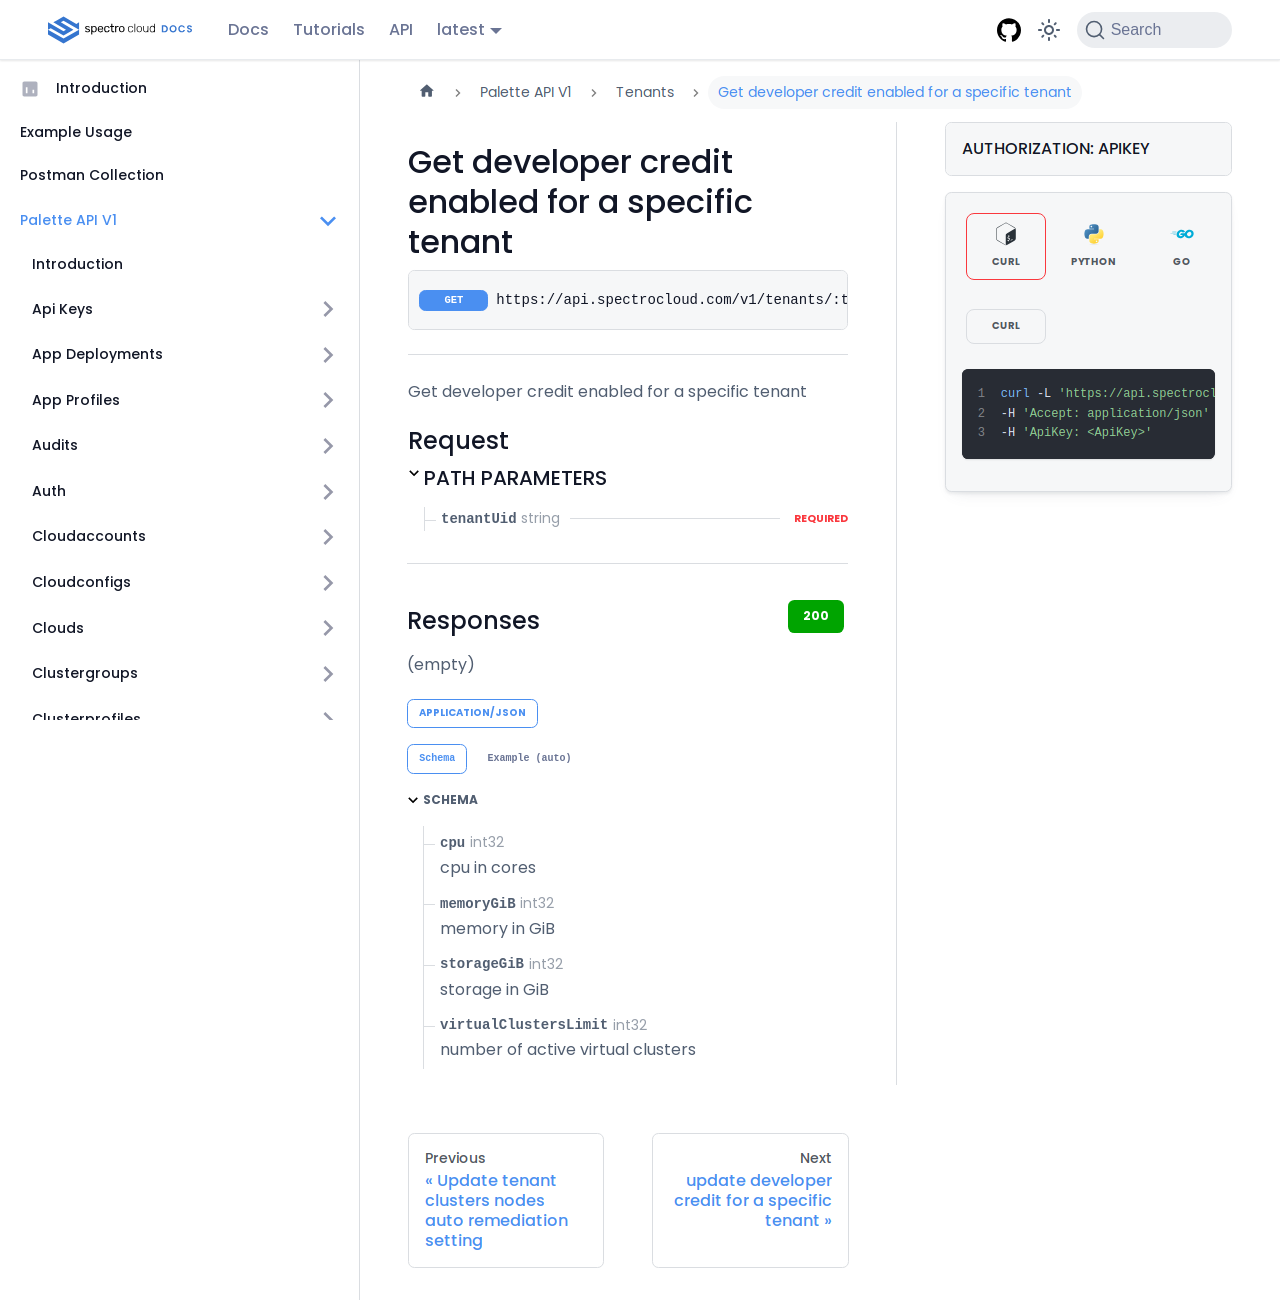 spectro cloud DOCS
Docs
Tutorials
API
latest
Search
Introduction
Example Usage
Postman Collection
Palette API V1
Introduction
Api Keys
App Deployments
App Profiles
Audits
Auth
Cloudaccounts
Cloudconfigs
Clouds
Clustergroups
Clusterprofiles
Palette API V1
Tenants
Get developer credit enabled for a specific tenant
Get developer credit
enabled for a specific
tenant
GET https://api.spectrocloud.com/v1/tenants/:t
Get developer credit enabled for a specific tenant
Request
PATH PARAMETERS
tenantUid string REQUIRED
Responses
200
(empty)
APPLICATION/JSON
Schema
Example (auto)
SCHEMA
cpu int32
cpu in cores
memoryGiB int32
memory in GiB
storageGiB int32
storage in GiB
virtualClustersLimit int32
number of active virtual clusters
Previous
« Update tenant
clusters nodes
auto remediation
setting
Next
update developer
credit for a specific
tenant »
AUTHORIZATION: APIKEY
CURL
PYTHON
GO
CURL
1 curl -L 'https://api.spectrocl
2 -H 'Accept: application/json'
3 -H 'ApiKey: <ApiKey>'